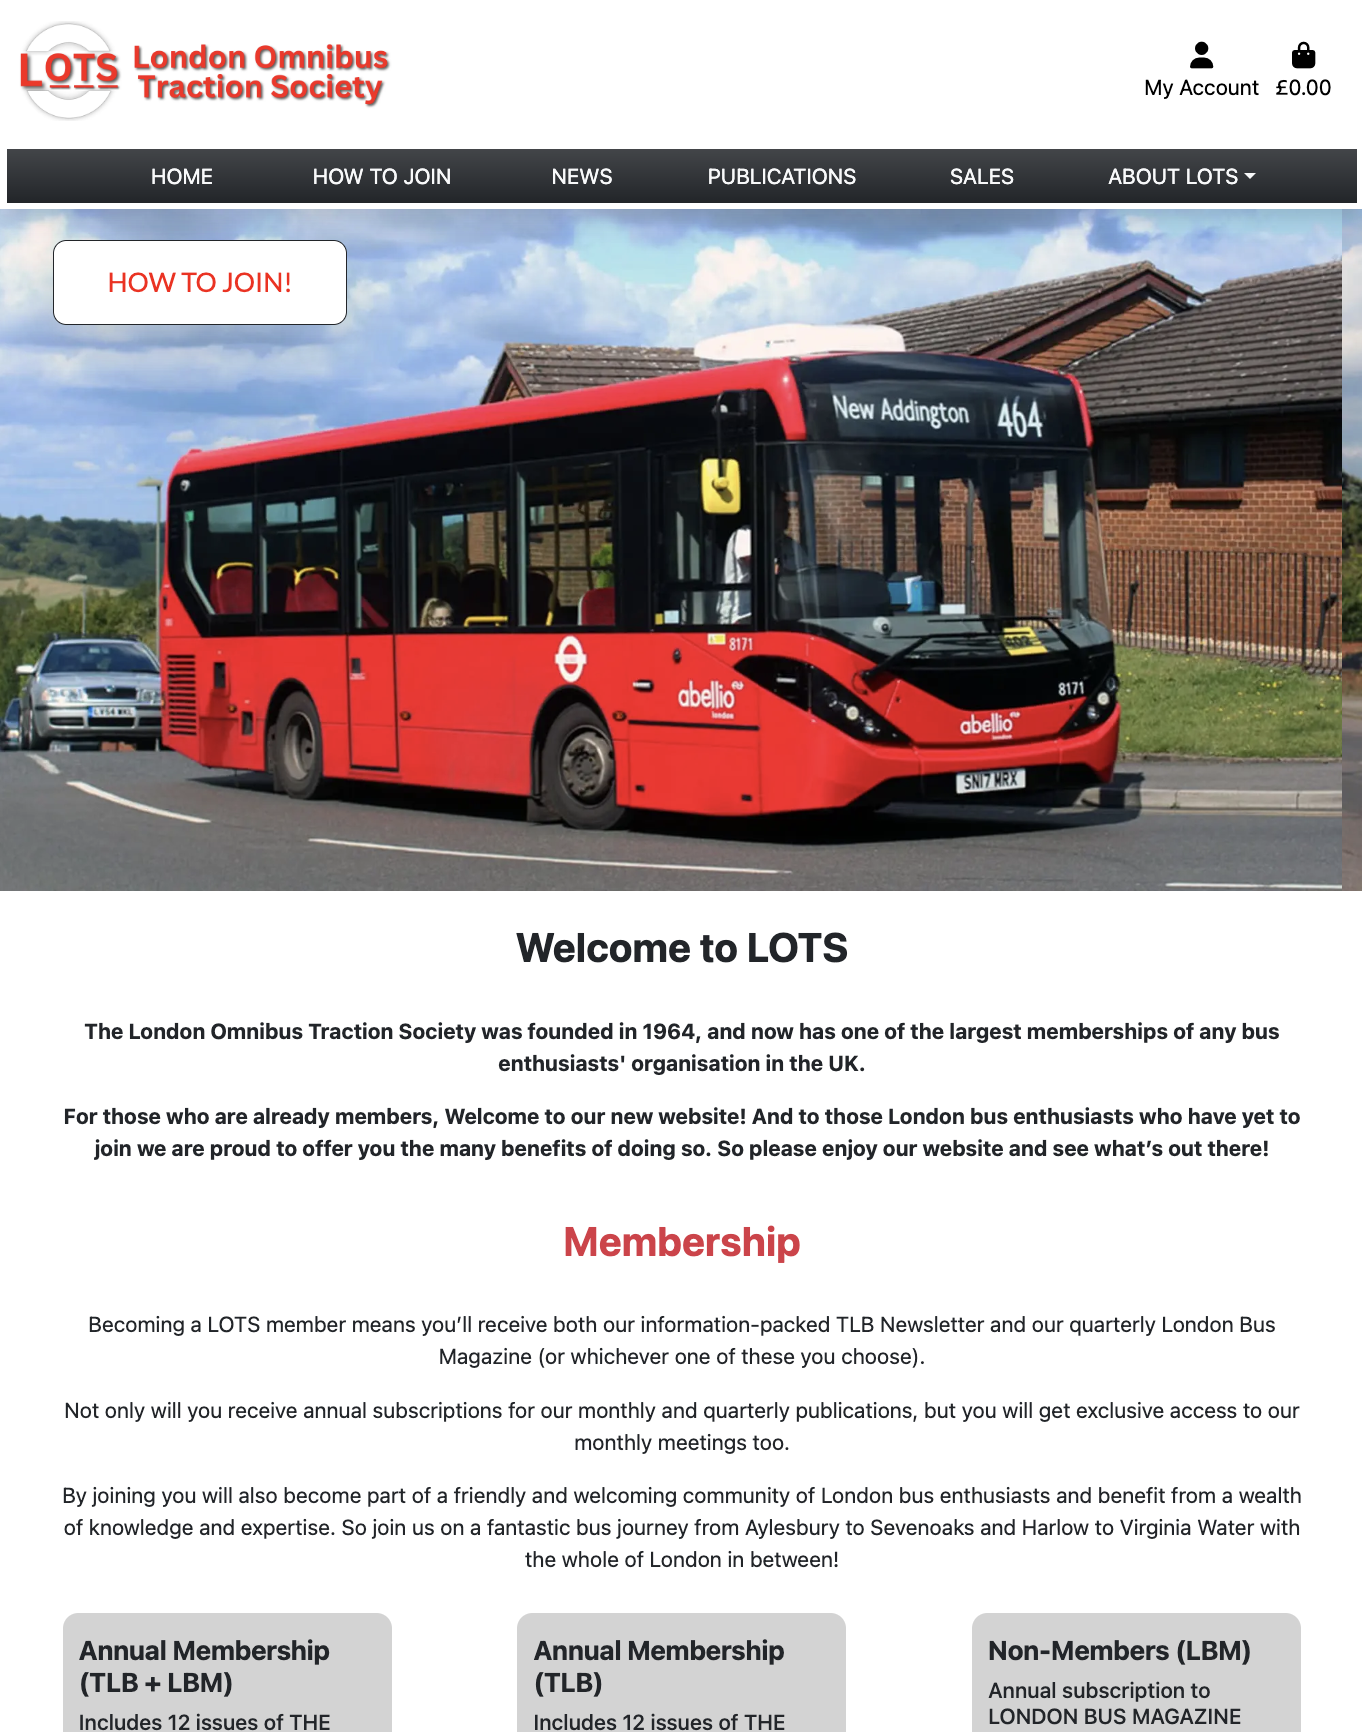 LOTS
London Omnibus
Traction Society
My Account
£0.00
HOME
HOW TO JOIN
NEWS
PUBLICATIONS
SALES
ABOUT LOTS
HOW TO JOIN!
New Addington 464
8171
abellio
london
8171
abellio
london
SN17 MRX
LV54 WKL
Welcome to LOTS
The London Omnibus Traction Society was founded in 1964, and now has one of the largest memberships of any bus
enthusiasts' organisation in the UK.
For those who are already members, Welcome to our new website! And to those London bus enthusiasts who have yet to
join we are proud to offer you the many benefits of doing so. So please enjoy our website and see what’s out there!
Membership
Becoming a LOTS member means you’ll receive both our information-packed TLB Newsletter and our quarterly London Bus
Magazine (or whichever one of these you choose).
Not only will you receive annual subscriptions for our monthly and quarterly publications, but you will get exclusive access to our
monthly meetings too.
By joining you will also become part of a friendly and welcoming community of London bus enthusiasts and benefit from a wealth
of knowledge and expertise. So join us on a fantastic bus journey from Aylesbury to Sevenoaks and Harlow to Virginia Water with
the whole of London in between!
Annual Membership
(TLB + LBM)
Includes 12 issues of THE
Annual Membership
(TLB)
Includes 12 issues of THE
Non-Members (LBM)
Annual subscription to
LONDON BUS MAGAZINE